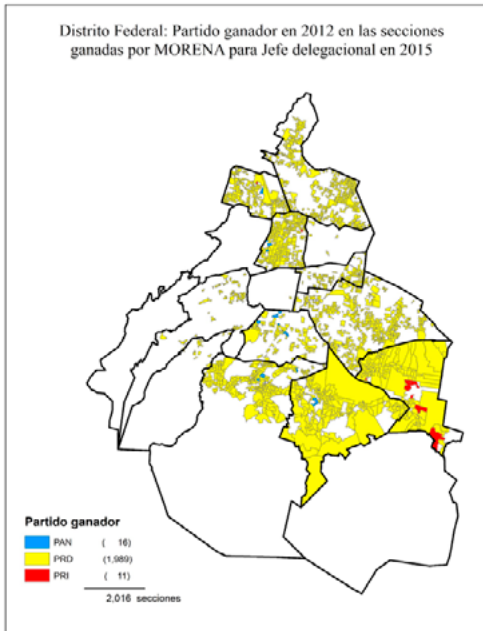 Distrito Federal: Partido ganador en 2012 en las secciones
ganadas por MORENA para Jefe delegacional en 2015
Partido ganador
PAN ( 16)
PRD (1,989)
PRI ( 11)
2,016 secciones